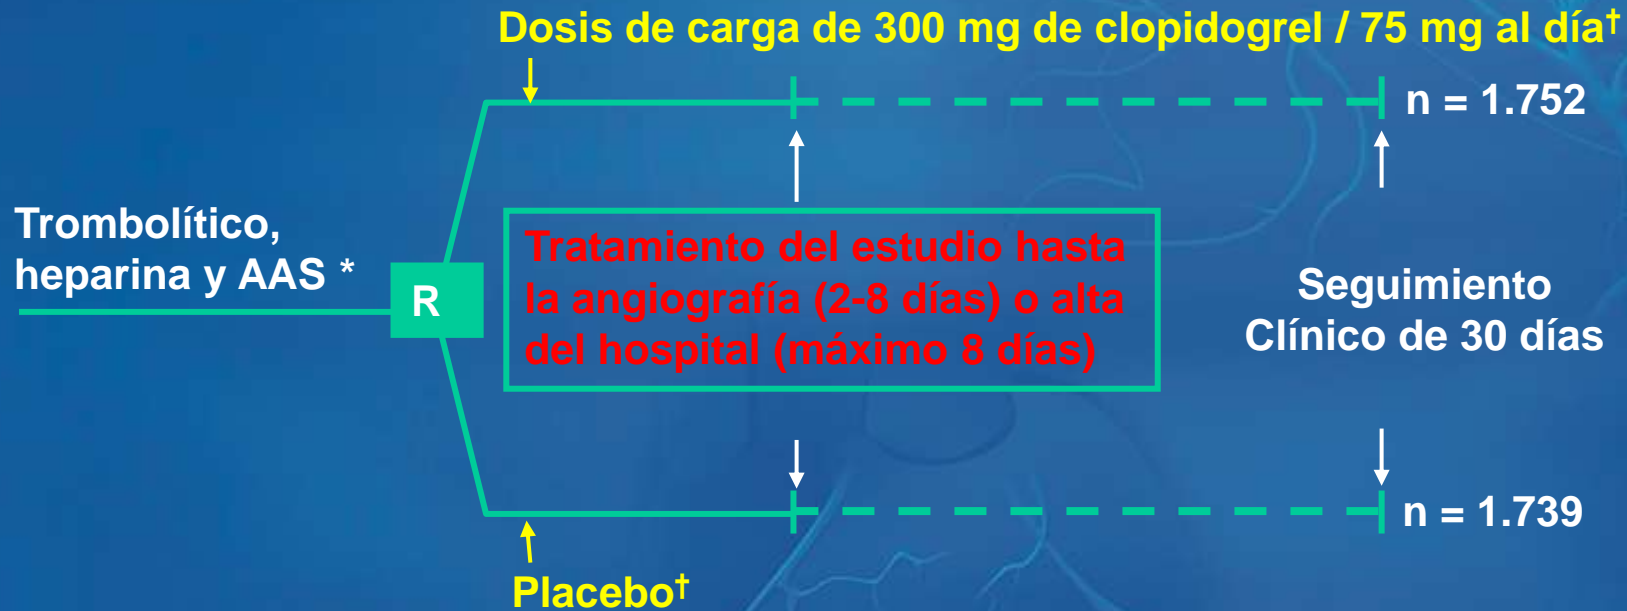 Dosis de carga de 300 mg de clopidogrel / 75 mg al día†
n = 1.752
Trombolítico,
heparina y AAS *
R
Tratamiento del estudio hasta
la angiografía (2-8 días) o alta
del hospital (máximo 8 días)
Seguimiento
Clínico de 30 días
n = 1.739
Placebo†